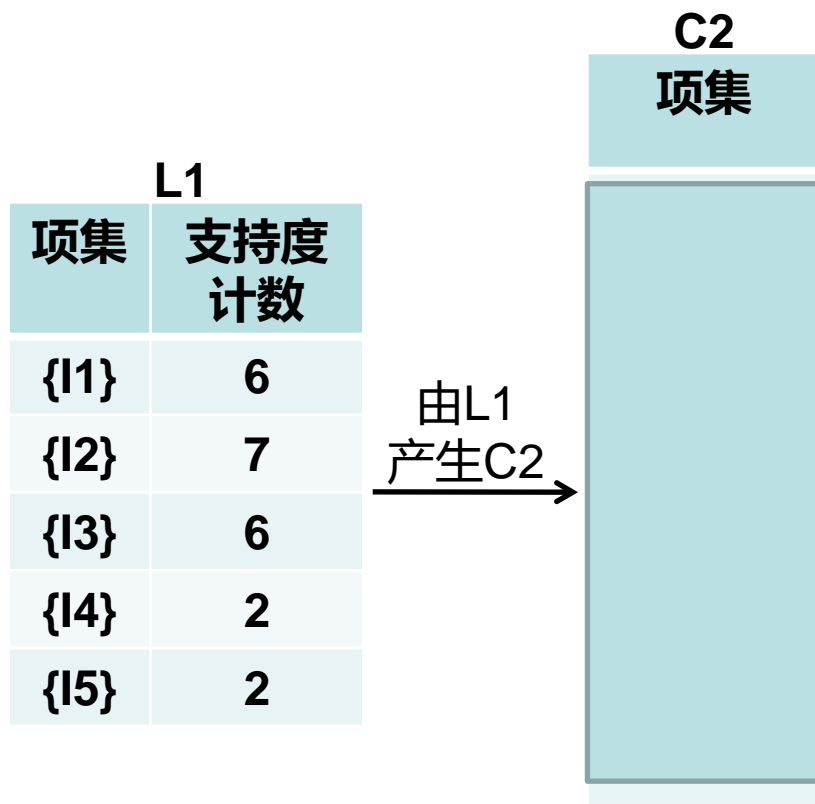 C2
项集
L1
项集 支持度
计数
{I1} 6
{I2} 7
{I3} 6
{I4} 2
{I5} 2
由L1
产生C2